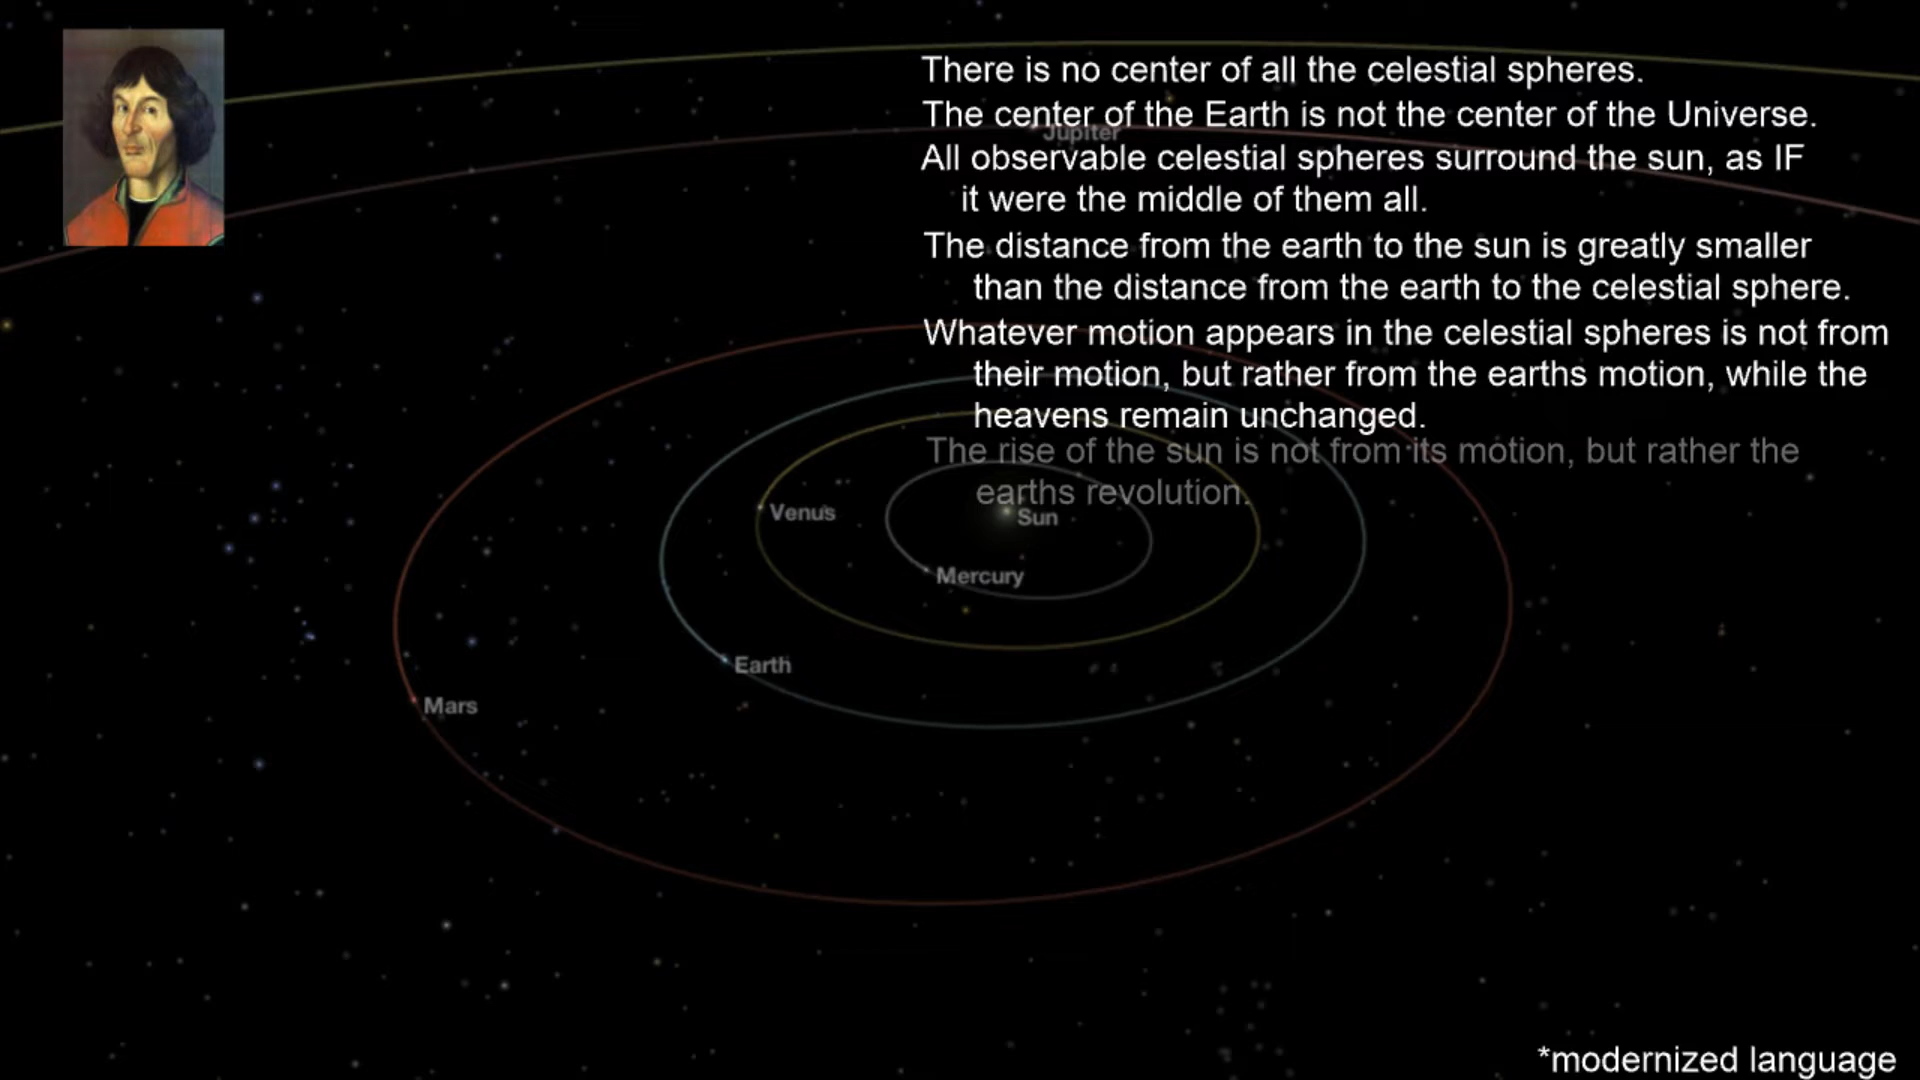 There is no center of all the celestial spheres.
The center of the Earth is not the center of the Universe.
Jupiter
All observable celestial spheres surround the sun, as IF
it were the middle of them all.
The distance from the earth to the sun is greatly smaller
than the distance from the earth to the celestial sphere.
Whatever motion appears in the celestial spheres is not from
their motion, but rather from the earths motion, while the
heavens remain unchanged.
The rise of the sun is not from its motion, but rather the
earths revolution.
Venus
Sun
Mercury
Earth
Mars
*modernized language